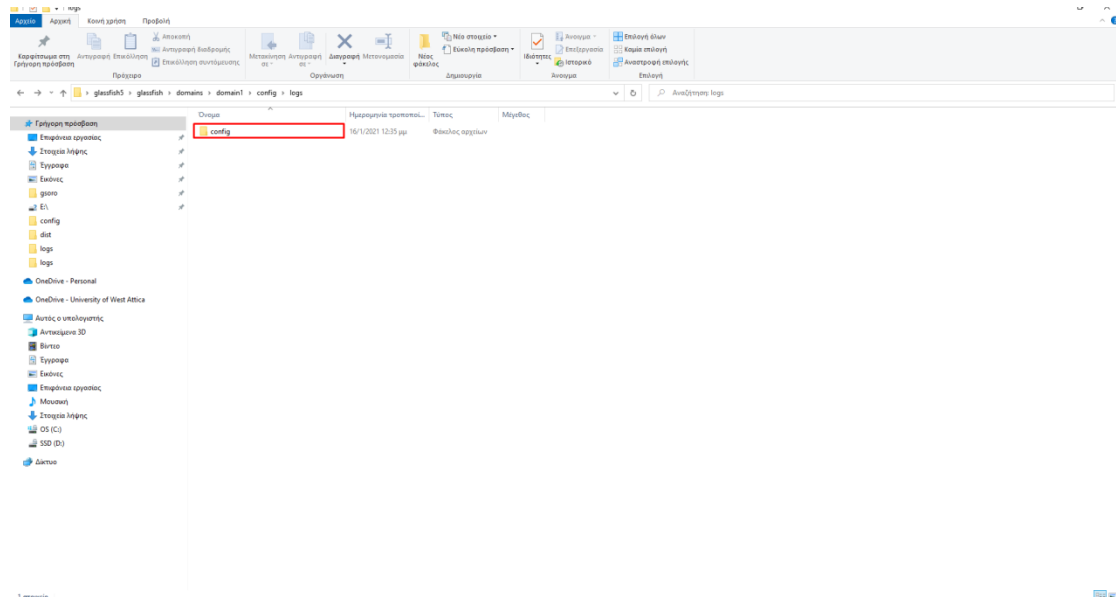 logs
Αρχείο Αρχική Κοινή χρήση Προβολή
Καρφίτσωμα στη Γρήγορη πρόσβαση
Αντιγραφή Επικόλληση
Αποκοπή
Αντιγραφή διαδρομής
Επικόλληση συντόμευσης
Πρόχειρο
Μετακίνηση σε
Αντιγραφή σε
Διαγραφή Μετονομασία
Οργάνωση
Νέος φάκελος
Νέο στοιχείο
Εύκολη πρόσβαση
Δημιουργία
Ιδιότητες
Άνοιγμα
Επεξεργασία
Ιστορικό
Άνοιγμα
Επιλογή όλων
Καμία επιλογή
Αναστροφή επιλογής
Επιλογή
glassfish5 › glassfish › domains › domain1 › config › logs
Αναζήτηση: logs
Όνομα Ημερομηνία τροποποί... Τύπος Μέγεθος
config 16/1/2021 12:35 μμ Φάκελος αρχείων
Γρήγορη πρόσβαση
Επιφάνεια εργασίας
Στοιχεία λήψης
Έγγραφα
Εικόνες
gsoro
E:\
config
dist
logs
logs
OneDrive - Personal
OneDrive - University of West Attica
Αυτός ο υπολογιστής
Αντικείμενα 3D
Βίντεο
Έγγραφα
Εικόνες
Επιφάνεια εργασίας
Μουσική
Στοιχεία λήψης
OS (C:)
SSD (D:)
Δίκτυο